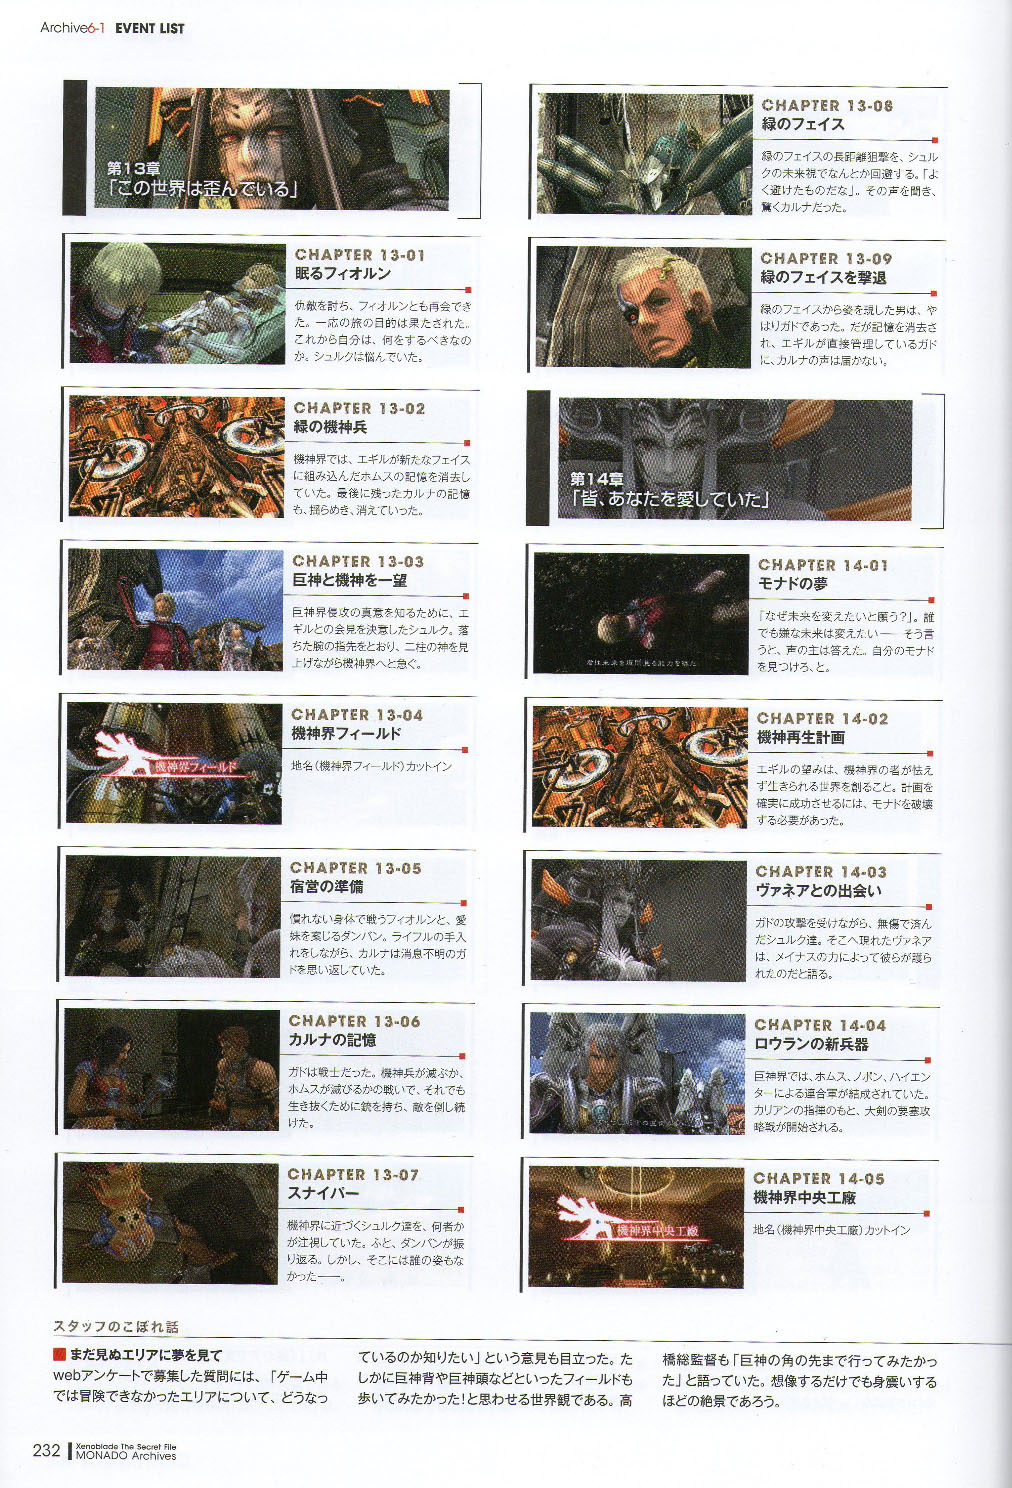 Archive6-1 EVENT LIST
第13章
「この世界は歪んでいる」
CHAPTER 13-01
眠るフィオルン
仇敵を討ち、フィオルンとも再会でき
た。一応の旅の目的は果たされた。
これから自分は、何をするべきなの
か。シュルクは悩んでいた。
CHAPTER 13-02
緑の機神兵
機神界では、エギルが新たなフェイス
に組み込んだホムスの記憶を消去し
ていた。最後に残ったカルナの記憶
も、揺らめき、消えていった。
CHAPTER 13-03
巨神と機神を一望
巨神界侵攻の真意を知るために、エ
ギルとの会見を決意したシュルク。落
ちた腕の指先をとおり、二柱の神を見
上げながら機神界へと急ぐ。
CHAPTER 13-04
機神界フィールド
機神界フィールド
地名(機神界フィールド)カットイン
CHAPTER 13-05
宿営の準備
慣れない身体で戦うフィオルンと、愛
妹を案じるダンバン。ライフルの手入
れをしながら、カルナは消息不明のガ
ドを思い返していた。
CHAPTER 13-06
カルナの記憶
ガドは戦士だった。機神兵が滅ぶか、
ホムスが滅びるかの戦いで、それでも
生き抜くために銃を持ち、敵を倒し続
けた。
CHAPTER 13-07
スナイパー
機神界に近づくシュルク達を、何者か
が注視していた。ふと、ダンバンが振
り返る。しかし、そこには誰の姿もな
かった――。
CHAPTER 13-08
緑のフェイス
緑のフェイスの長距離狙撃を、シュル
クの未来視でなんとか回避する。「よ
く避けたものだな」。その声を聞き、
驚くカルナだった。
CHAPTER 13-09
緑のフェイスを撃退
緑のフェイスから姿を現した男は、や
はりガドであった。だが記憶を消去さ
れ、エギルが直接管理しているガド
に、カルナの声は届かない。
第14章
「皆、あなたを愛していた」
CHAPTER 14-01
モナドの夢
「なぜ未来を変えたいと願う?」。誰
でも嫌な未来は変えたい―― そう言
うと、声の主は答えた。自分のモナド
を見つけろ、と。
CHAPTER 14-02
機神再生計画
エギルの望みは、機神界の者が怯え
ず生きられる世界を創ること。計画を
確実に成功させるには、モナドを破壊
する必要があった。
CHAPTER 14-03
ヴァネアとの出会い
ガドの攻撃を受けながら、無傷で済ん
だシュルク達。そこへ現れたヴァネア
は、メイナスの力によって彼らが護ら
れたのだと語る。
CHAPTER 14-04
ロウランの新兵器
巨神界では、ホムス、ノポン、ハイエン
ターによる連合軍が結成されていた。
カリアンの指揮のもと、大剣の要塞攻
略戦が開始される。
CHAPTER 14-05
機神界中央工廠
機神界中央工廠
地名(機神界中央工廠)カットイン
スタッフのこぼれ話
まだ見ぬエリアに夢を見て
webアンケートで募集した質問には、「ゲーム中
では冒険できなかったエリアについて、どうなっ
ているのか知りたい」という意見も目立った。た
しかに巨神背や巨神頭などといったフィールドも
歩いてみたかった!と思わせる世界観である。高
橋総監督も「巨神の角の先まで行ってみたかっ
た」と語っていた。想像するだけでも身震いする
ほどの絶景であろう。
232 Xenoblade The Secret File
MONADO Archives